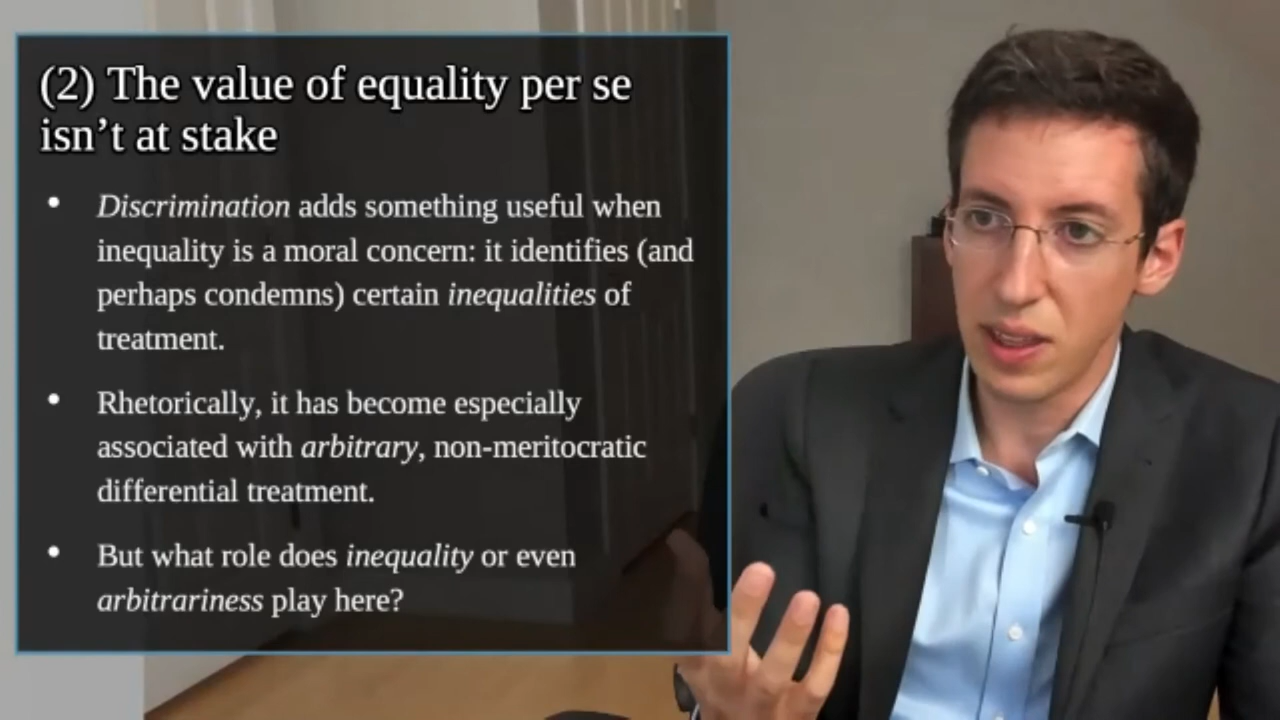 (2) The value of equality per se
isn’t at stake
• Discrimination adds something useful when
inequality is a moral concern: it identifies (and
perhaps condemns) certain inequalities of
treatment.
• Rhetorically, it has become especially
associated with arbitrary, non-meritocratic
differential treatment.
• But what role does inequality or even
arbitrariness play here?